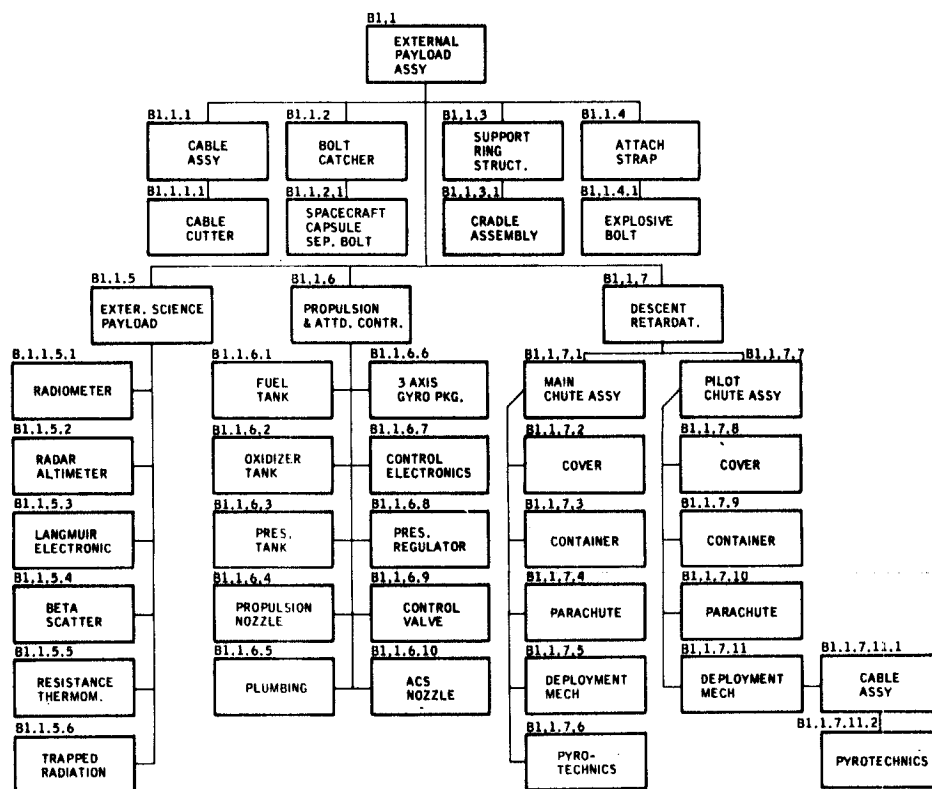 B1,1
EXTERNAL
PAYLOAD
ASSY
B1,1.1
CABLE
ASSY
B1,1.2
BOLT
CATCHER
B1,1.3
SUPPORT
RING
STRUCT.
B1,1.4
ATTACH
STRAP
B1,1.1.1
CABLE
CUTTER
B1,1,2,1
SPACECRAFT
CAPSULE
SEP. BOLT
B1,1,3,1
CRADLE
ASSEMBLY
B1,1.4.1
EXPLOSIVE
BOLT
B1,1.5
EXTER. SCIENCE
PAYLOAD
B1,1.6
PROPULSION
& ATTD. CONTR.
B1,1,7
DESCENT
RETARDAT.
B.1.1.5.1
RADIOMETER
B1.1.5.2
RADAR
ALTIMETER
B1.1.5.3
LANGMUIR
ELECTRONIC
B1,1.5.4
BETA
SCATTER
B1.1.5.5
RESISTANCE
THERMOM.
B1.1.5.6
TRAPPED
RADIATION
B1.1.6.1
FUEL
TANK
B1,1.6,2
OXIDIZER
TANK
B1,1,6,3
PRES.
TANK
B1,1.6,4
PROPULSION
NOZZLE
B1.1.6.5
PLUMBING
B1.1.6.6
3 AXIS
GYRO PKG.
B1,1.6.7
CONTROL
ELECTRONICS
B1,1.6.8
PRES.
REGULATOR
B1,1,6,9
CONTROL
VALVE
B1,1.6.10
ACS
NOZZLE
B1,1,7,1
MAIN
CHUTE ASSY
B1,1.7,2
COVER
B1.1.7,3
CONTAINER
B1.1.7,4
PARACHUTE
B1,1.7,5
DEPLOYMENT
MECH
B1,1.7,6
PYRO-
TECHNICS
B1,1,7,7
PILOT
CHUTE ASSY
B1,1.7.8
COVER
B1.1.7.9
CONTAINER
B1.1.7,10
PARACHUTE
B1,1.7.11
DEPLOYMENT
MECH
B1.1.7.11.1
CABLE
ASSY
B1,1.7.11.2
PYROTECHNICS